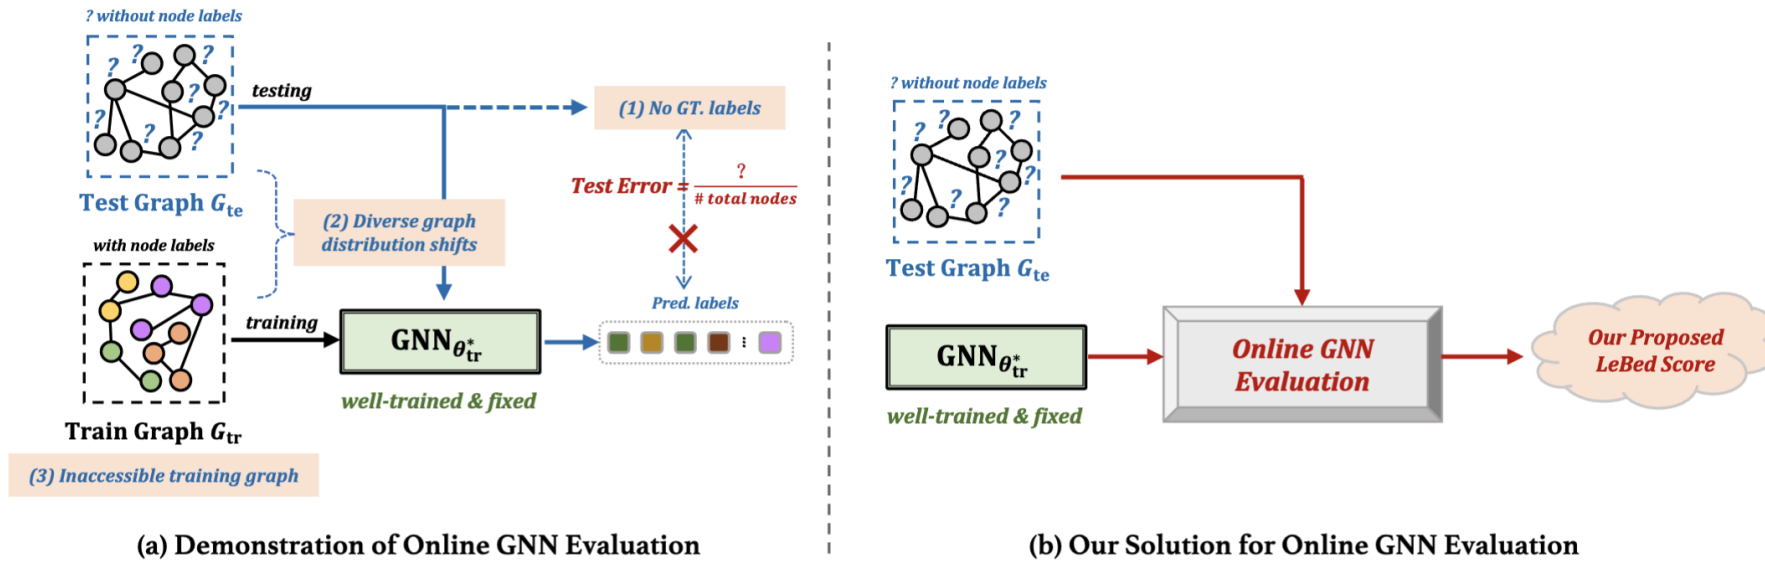 ? without node labels
? ? ? ? ? ? ? ?
testing
(1) No GT. labels
Test Graph Gte
Test Error = ? / # total nodes
(2) Diverse graph
distribution shifts
with node labels
training
GNNθ*tr
well-trained & fixed
Pred. labels
Train Graph Gtr
(3) Inaccessible training graph
(a) Demonstration of Online GNN Evaluation
? without node labels
? ? ? ? ? ? ? ?
Test Graph Gte
GNNθ*tr
well-trained & fixed
Online GNN
Evaluation
Our Proposed
LeBed Score
(b) Our Solution for Online GNN Evaluation